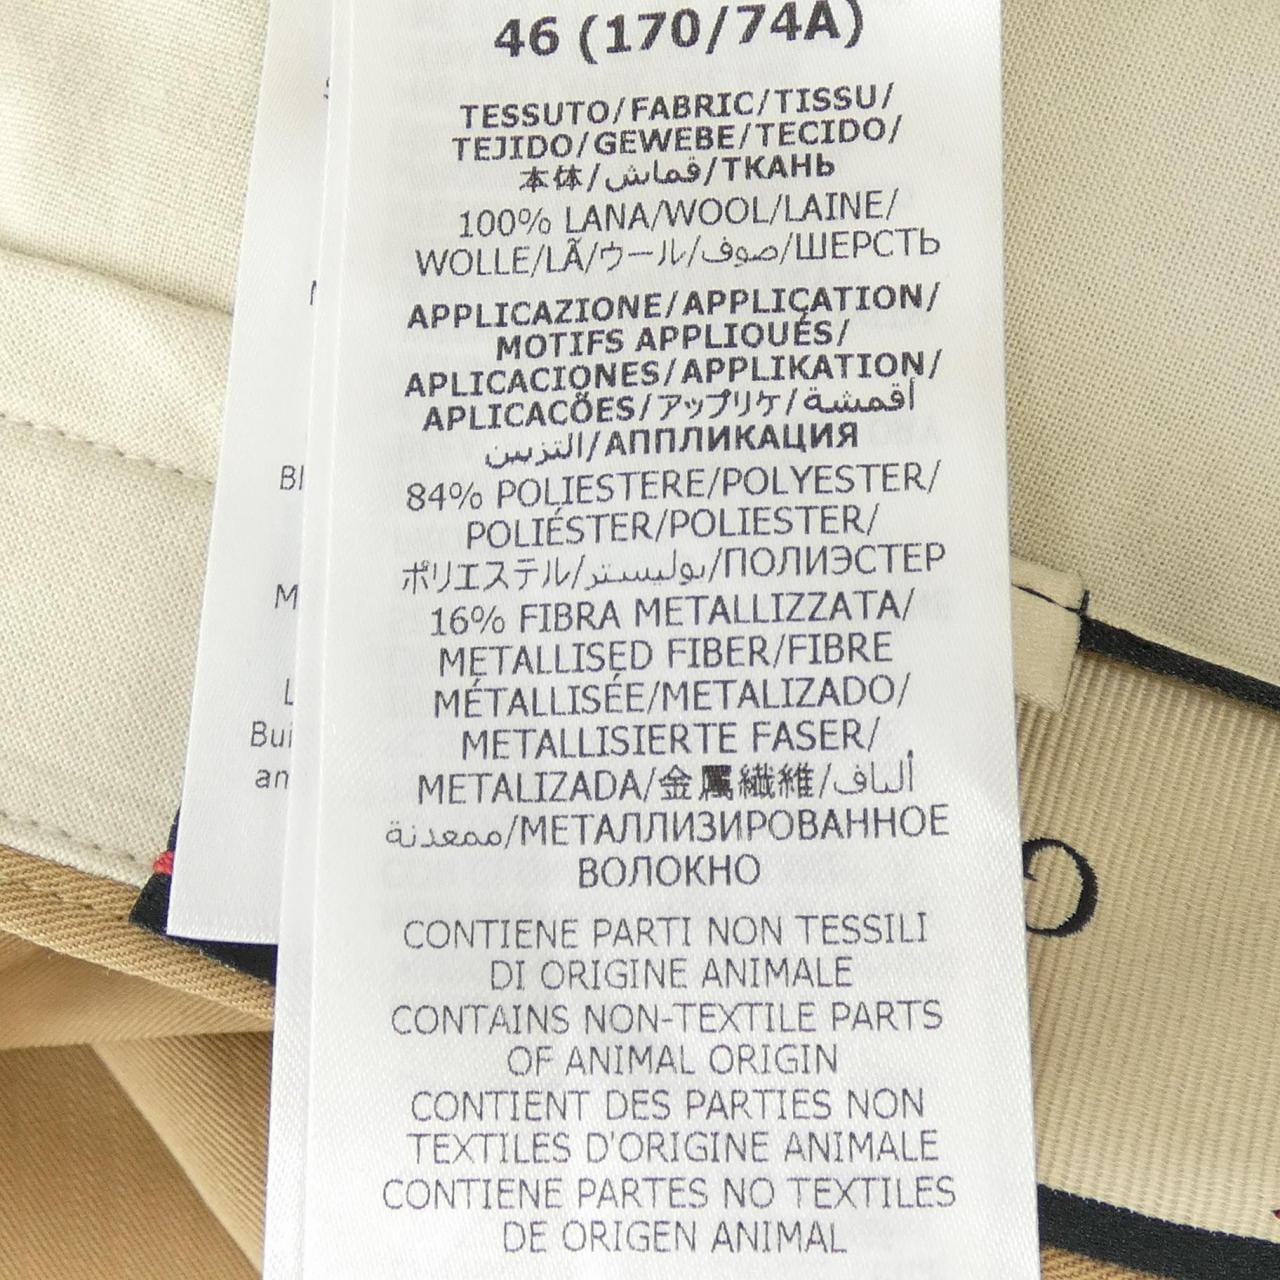 46 (170/74A)
TESSUTO/FABRIC/TISSU/
TEJIDO/GEWEBE/TECIDO/
本体/قماش/ТКАНЬ
100% LANA/WOOL/LAINE/
WOLLE/LÃ/ウール/صوف/ШЕРСТЬ
APPLICAZIONE/APPLICATION/
MOTIFS APPLIQUÉS/
APLICACIONES/APPLIKATION/
APLICACÕES/アップリケ/أقمشة
التزيين/АППЛИКАЦИЯ
84% POLIESTERE/POLYESTER/
POLIÉSTER/POLIESTER/
ポリエステル/بوليستر/ПОЛИЭСТЕР
16% FIBRA METALLIZZATA/
METALLISED FIBER/FIBRE
MÉTALLISÉE/METALIZADO/
METALLISIERTE FASER/
METALIZADA/金属繊維/ألياف
ممعدنة/МЕТАЛЛИЗИРОВАННОЕ
ВОЛОКНО
CONTIENE PARTI NON TESSILI
DI ORIGINE ANIMALE
CONTAINS NON-TEXTILE PARTS
OF ANIMAL ORIGIN
CONTIENT DES PARTIES NON
TEXTILES D'ORIGINE ANIMALE
CONTIENE PARTES NO TEXTILES
DE ORIGEN ANIMAL